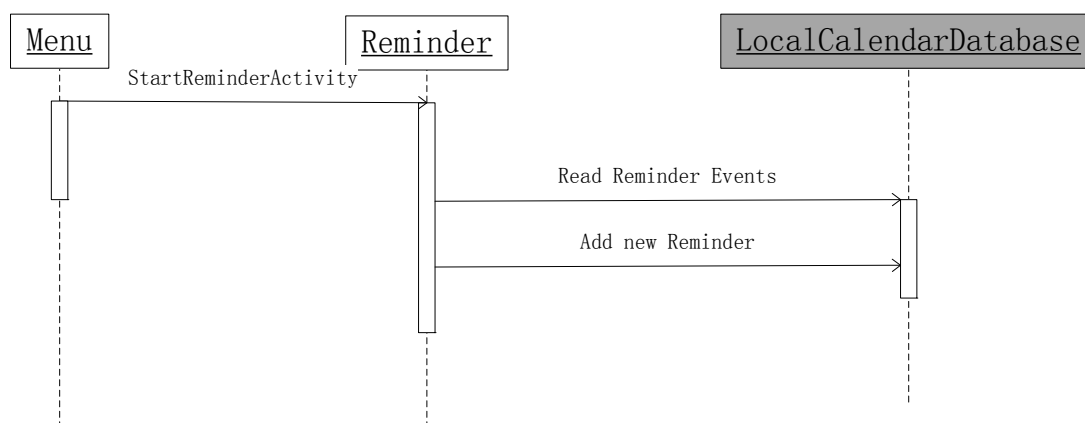 Menu
Reminder
LocalCalendarDatabase
StartReminderActivity
Read Reminder Events
Add new Reminder